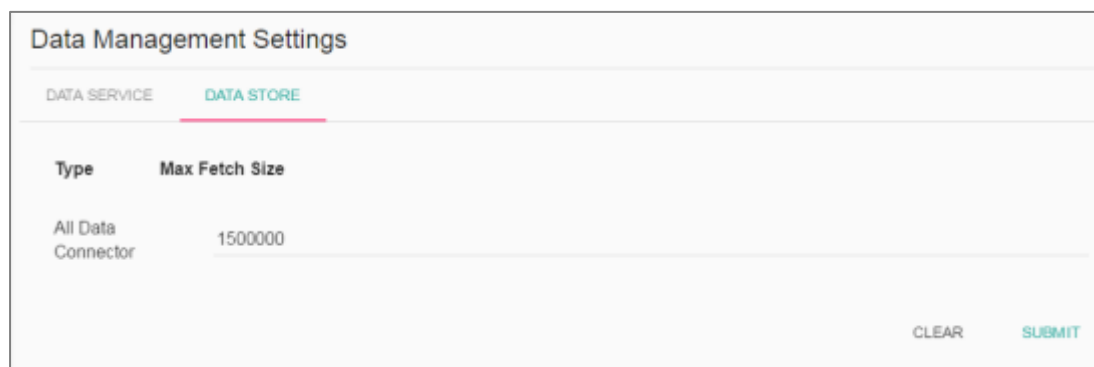 Data Management Settings
DATA SERVICE DATA STORE
Type Max Fetch Size
All Data
Connector
1500000
CLEAR SUBMIT